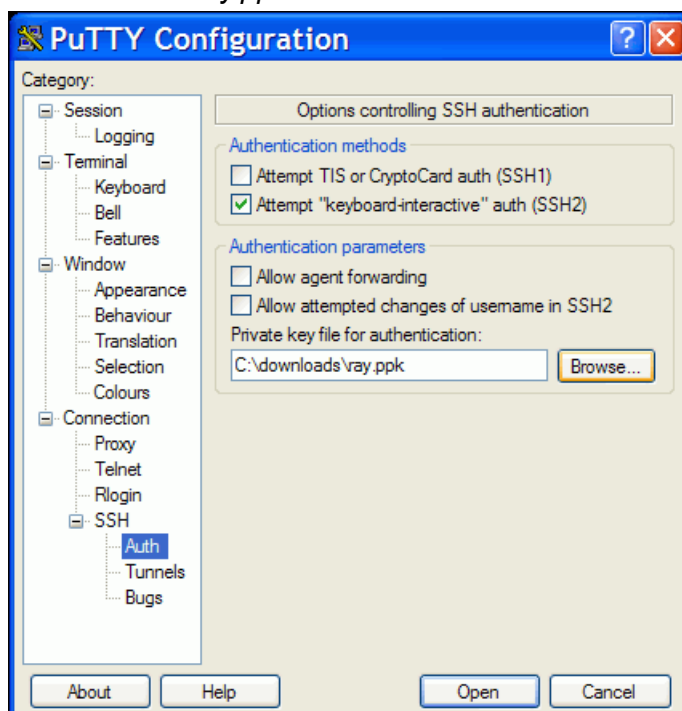 PuTTY Configuration
Category:
Session
Logging
Terminal
Keyboard
Bell
Features
Window
Appearance
Behaviour
Translation
Selection
Colours
Connection
Proxy
Telnet
Rlogin
SSH
Auth
Tunnels
Bugs
Options controlling SSH authentication
Authentication methods
Attempt TIS or CryptoCard auth (SSH1)
Attempt "keyboard-interactive" auth (SSH2)
Authentication parameters
Allow agent forwarding
Allow attempted changes of username in SSH2
Private key file for authentication:
C:\downloads\ray.ppk
Browse...
About
Help
Open
Cancel